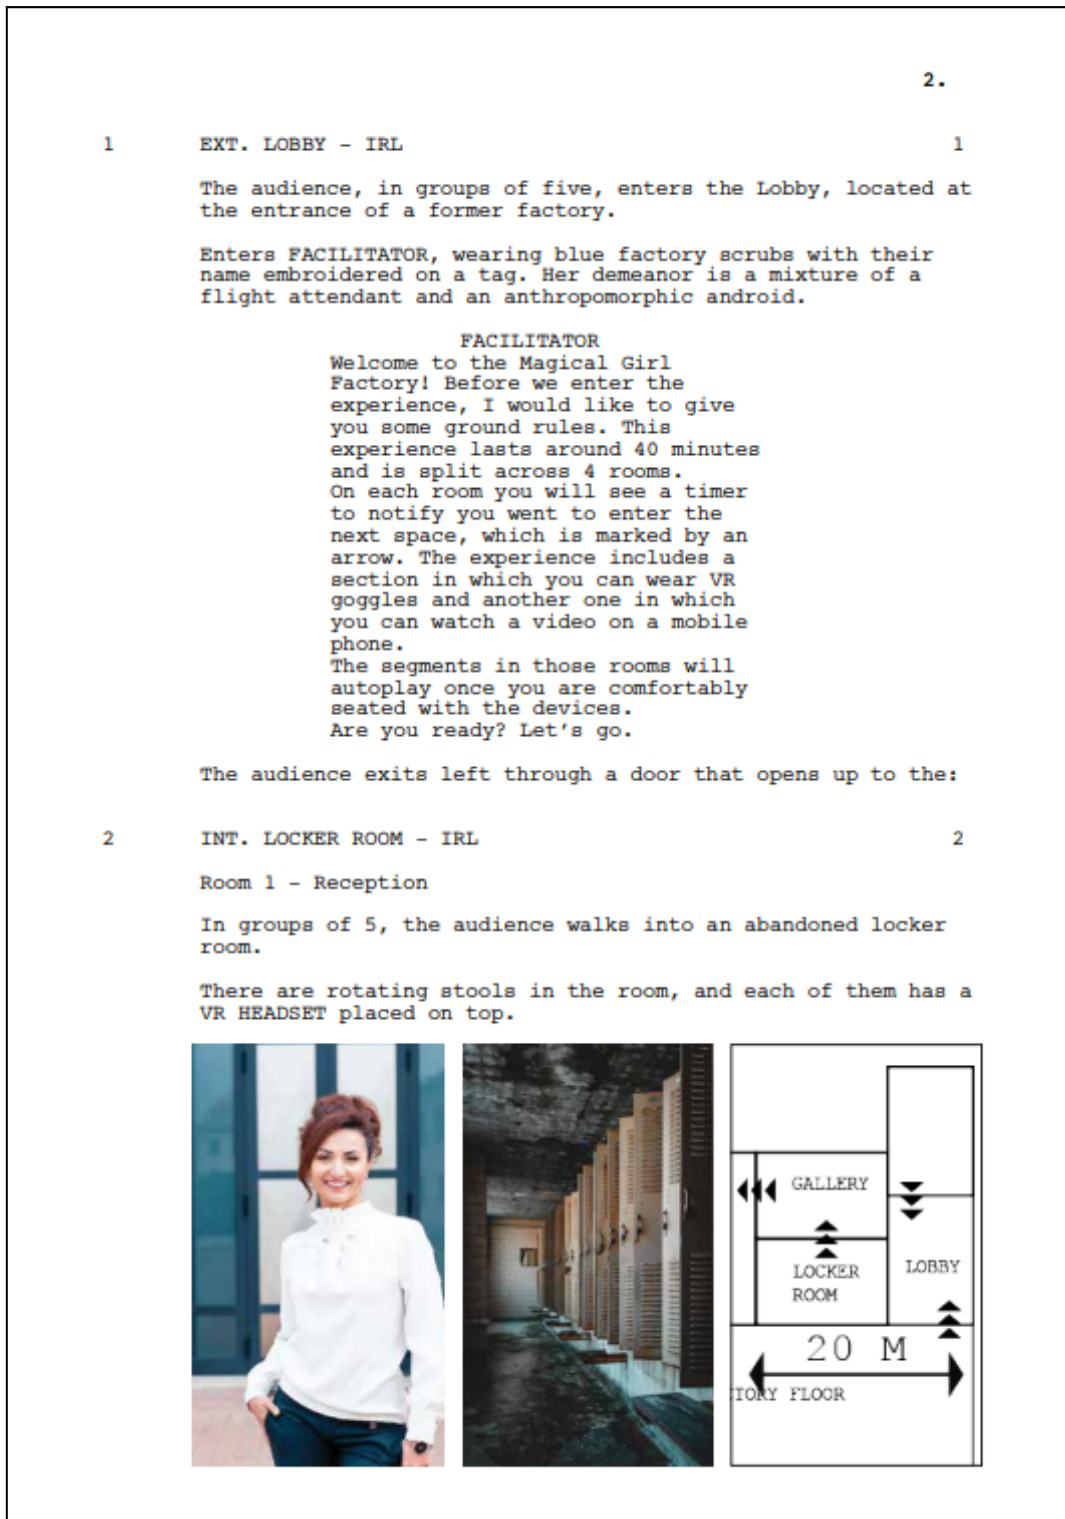 2.
1 EXT. LOBBY – IRL 1
The audience, in groups of five, enters the Lobby, located at
the entrance of a former factory.
Enters FACILITATOR, wearing blue factory scrubs with their
name embroidered on a tag. Her demeanor is a mixture of a
flight attendant and an anthropomorphic android.
FACILITATOR
Welcome to the Magical Girl
Factory! Before we enter the
experience, I would like to give
you some ground rules. This
experience lasts around 40 minutes
and is split across 4 rooms.
On each room you will see a timer
to notify you went to enter the
next space, which is marked by an
arrow. The experience includes a
section in which you can wear VR
goggles and another one in which
you can watch a video on a mobile
phone.
The segments in those rooms will
autoplay once you are comfortably
seated with the devices.
Are you ready? Let's go.
The audience exits left through a door that opens up to the:
2 INT. LOCKER ROOM – IRL 2
Room 1 – Reception
In groups of 5, the audience walks into an abandoned locker
room.
There are rotating stools in the room, and each of them has a
VR HEADSET placed on top.
GALLERY
LOCKER
ROOM
LOBBY
20 M
TORY FLOOR